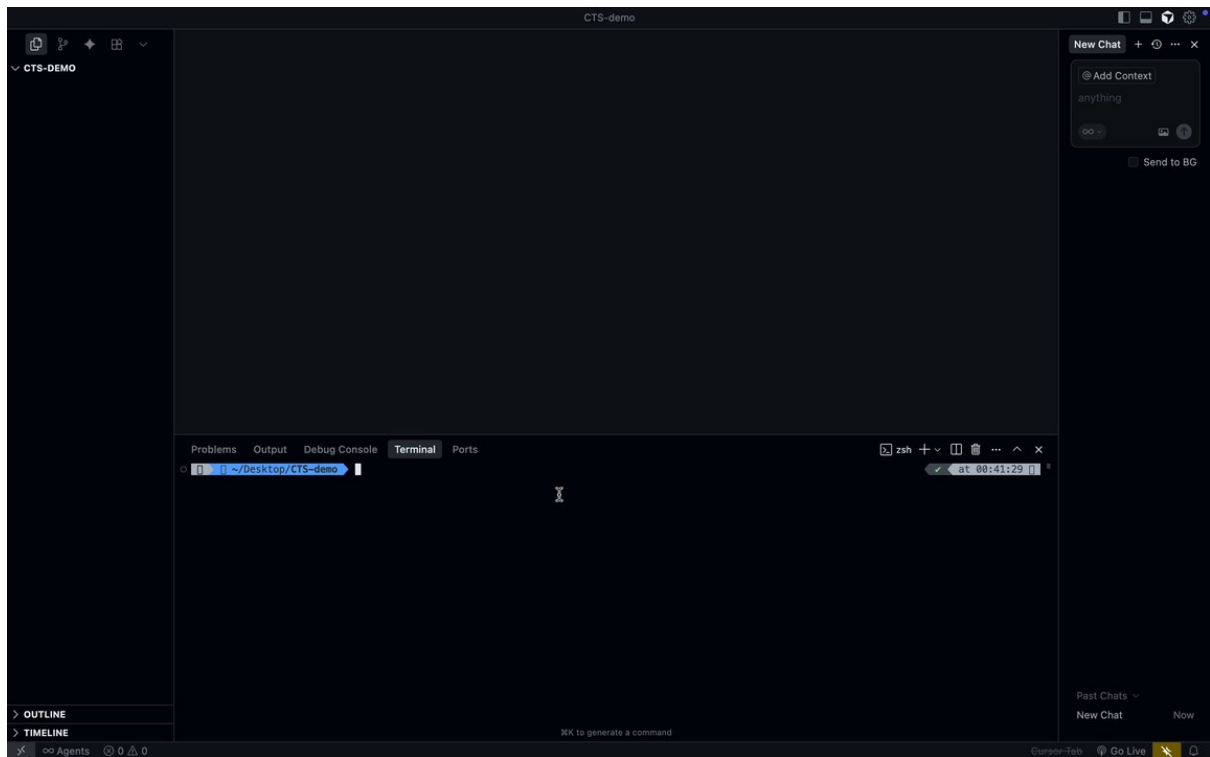 CTS-demo
CTS-DEMO
New Chat
@ Add Context
anything
Send to BG
Problems Output Debug Console Terminal Ports
zsh
~/Desktop/CTS-demo
✓ at 00:41:29
⌘K to generate a command
Past Chats
New Chat Now
OUTLINE
TIMELINE
Agents 0 0
Cursor Tab Go Live